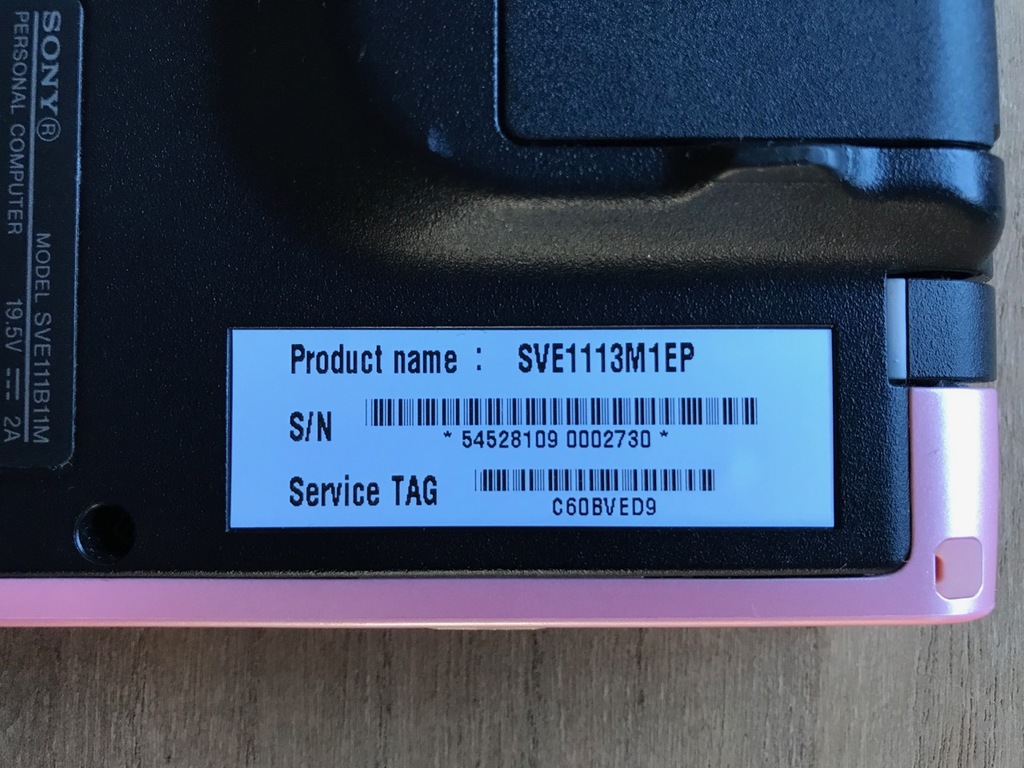 SONY®
PERSONAL COMPUTER
MODEL SVE111B11M
19.5V ⎓ 2A
Product name : SVE1113M1EP
S/N
* 54528109 0002730 *
Service TAG
C60BVED9